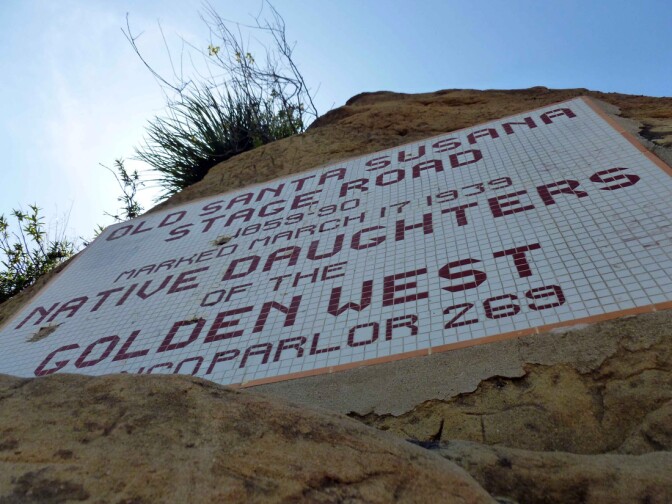 OLD SANTA SUSANA
STAGE ROAD
1859-90
MARKED MARCH 17 1939
NATIVE DAUGHTERS
OF THE
GOLDEN WEST
PARLOR 269